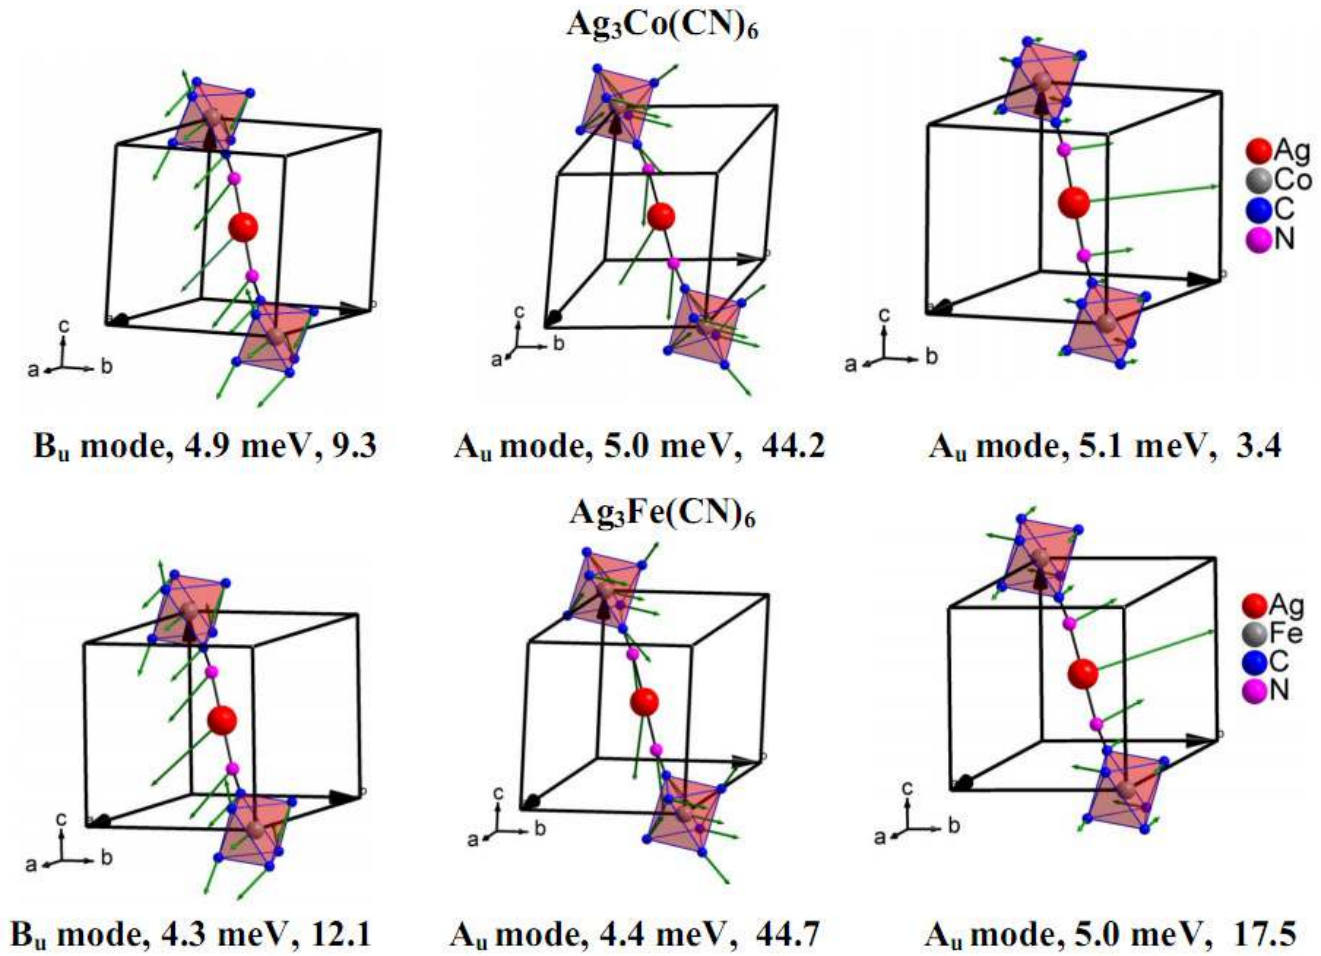 Ag₃Co(CN)₆
c
a
b
c
a
b
c
a
b
Ag
Co
C
N
Bᵤ mode, 4.9 meV, 9.3
Aᵤ mode, 5.0 meV, 44.2
Aᵤ mode, 5.1 meV, 3.4
Ag₃Fe(CN)₆
c
a
b
c
a
b
c
a
b
Ag
Fe
C
N
Bᵤ mode, 4.3 meV, 12.1
Aᵤ mode, 4.4 meV, 44.7
Aᵤ mode, 5.0 meV, 17.5